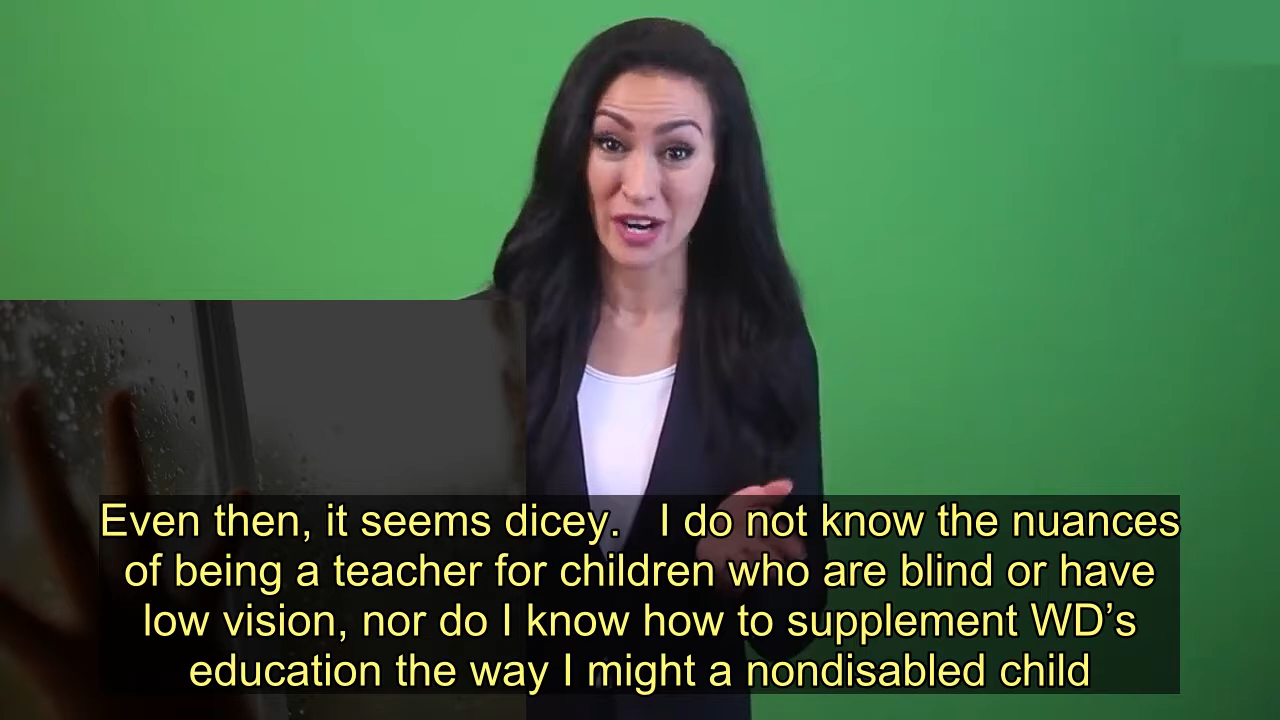 Even then, it seems dicey.   I do not know the nuances
of being a teacher for children who are blind or have
low vision, nor do I know how to supplement WD’s
education the way I might a nondisabled child